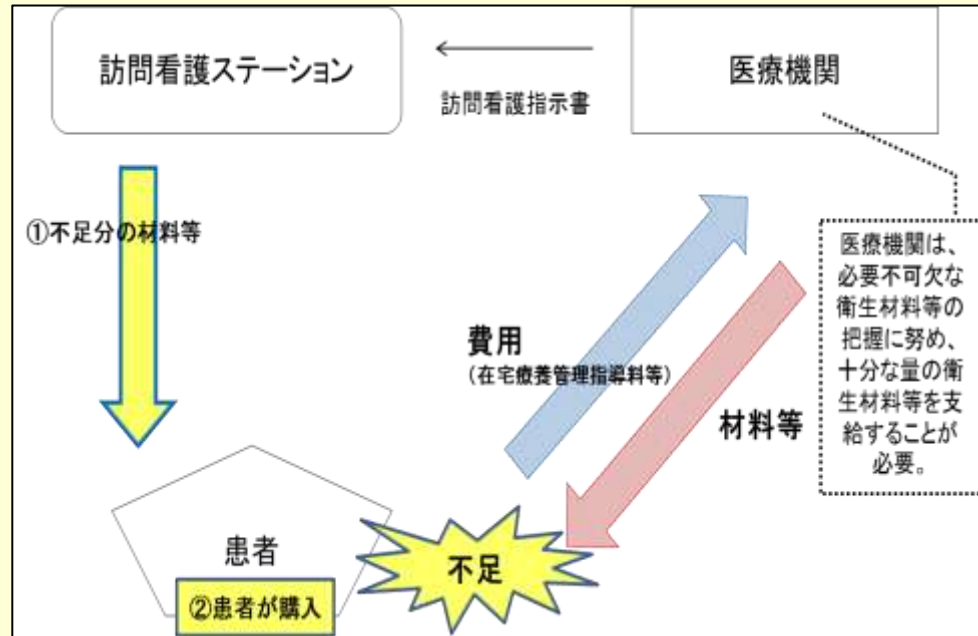 訪問看護ステーション
医療機関
訪問看護指示書
①不足分の材料等
費用
（在宅療養管理指導料等）
材料等
医療機関は、
必要不可欠な
衛生材料等の
把握に努め、
十分な量の衛
生材料等を支
給することが
必要。
患者
不足
②患者が購入